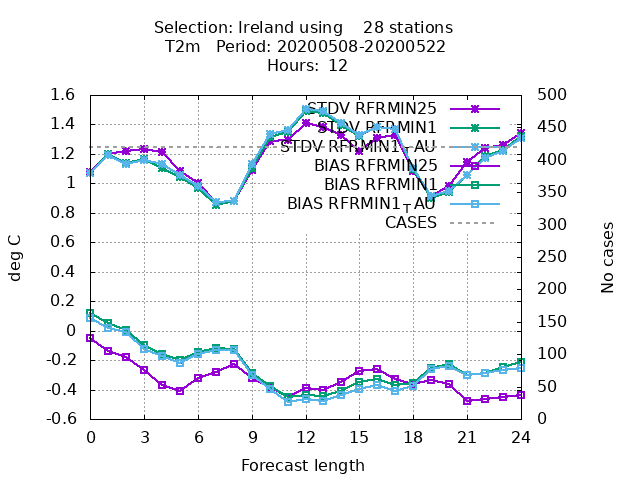 Selection: Ireland using 28 stations
T2m Period: 20200508-20200522
Hours: 12
STDV RFRMIN25
STDV RFRMIN1
STDV RFRMIN1_AU
BIAS RFRMIN25
BIAS RFRMIN1
BIAS RFRMIN1_AU
CASES
1.6
1.4
1.2
1
0.8
0.6
0.4
0.2
0
-0.2
-0.4
-0.6
deg C
500
450
400
350
300
250
200
150
100
50
0
No cases
0 3 6 9 12 15 18 21 24
Forecast length